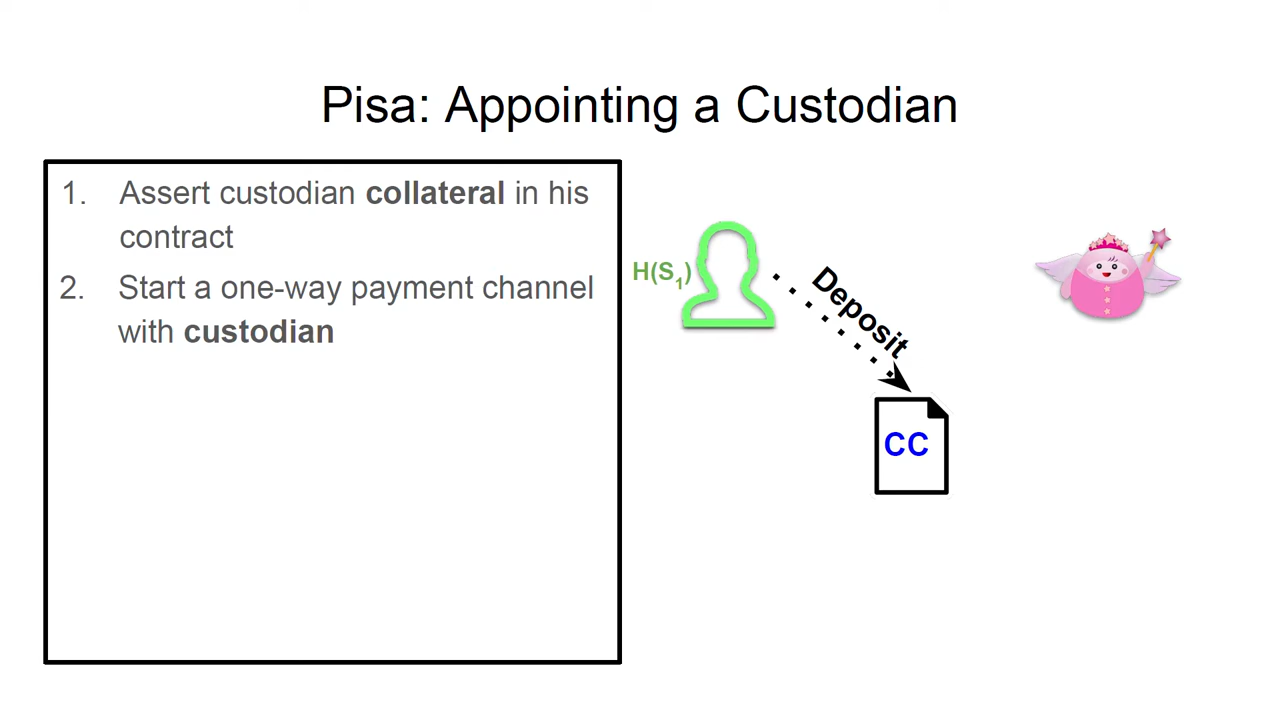 Pisa: Appointing a Custodian
1. Assert custodian collateral in his
contract
2. Start a one-way payment channel
with custodian
H(S1)
Deposit
CC